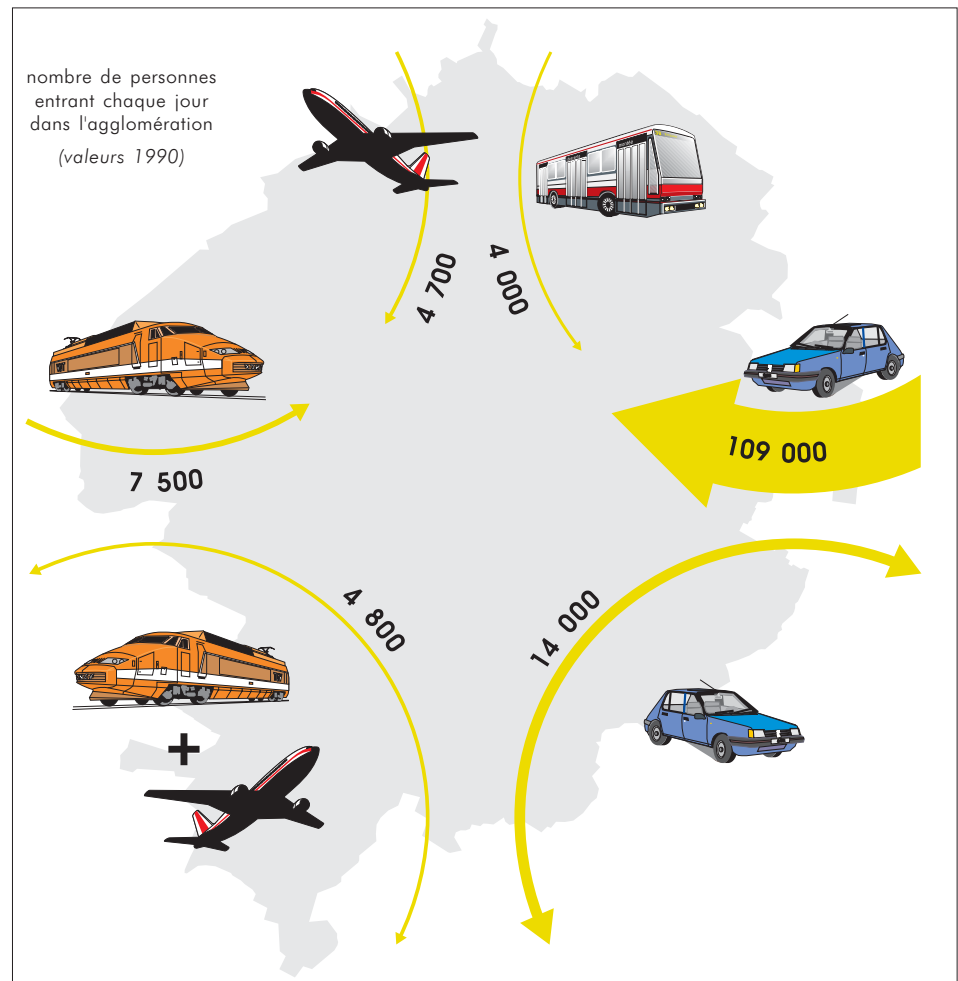 nombre de personnes
entrant chaque jour
dans l'agglomération
(valeurs 1990)
4 700
4 000
109 000
7 500
4 800
14 000
+